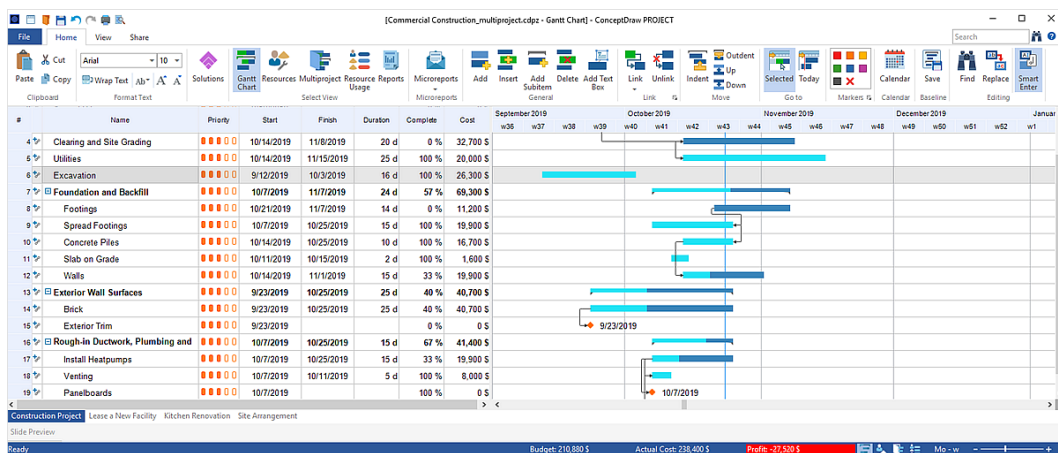 [Commercial Construction_multiproject.cdpz - Gantt Chart] - ConceptDraw PROJECT
File Home View Share Search
Paste Cut Copy Arial 10 Wrap Text Ab A A Solutions Gantt Chart Resources Multiproject Resource Usage Reports Microreports Add Insert Add Subitem Delete Add Text Box Link Unlink Indent Outdent Up Down Selected Today Calendar Save Find Replace Smart Enter
Clipboard Format Text Select View Microreports General Link Move Go to Markers Calendar Baseline Editing
# Name Priority Start Finish Duration Complete Cost September 2019 October 2019 November 2019 December 2019 Januar
w36 w37 w38 w39 w40 w41 w42 w43 w44 w45 w46 w47 w48 w49 w50 w51 w52 w1
4 Clearing and Site Grading 10/14/2019 11/8/2019 20 d 0 % 32,700 $
5 Utilities 10/14/2019 11/15/2019 25 d 100 % 20,000 $
6 Excavation 9/12/2019 10/3/2019 16 d 100 % 26,300 $
7 Foundation and Backfill 10/7/2019 11/7/2019 24 d 57 % 69,300 $
8 Footings 10/21/2019 11/7/2019 14 d 0 % 11,200 $
9 Spread Footings 10/7/2019 10/25/2019 15 d 100 % 19,900 $
10 Concrete Piles 10/14/2019 10/25/2019 10 d 100 % 16,700 $
11 Slab on Grade 10/11/2019 10/15/2019 2 d 100 % 1,600 $
12 Walls 10/14/2019 11/1/2019 15 d 33 % 19,900 $
13 Exterior Wall Surfaces 9/23/2019 10/25/2019 25 d 40 % 40,700 $
14 Brick 9/23/2019 10/25/2019 25 d 40 % 40,700 $
15 Exterior Trim 9/23/2019 0 % 0 $ 9/23/2019
16 Rough-in Ductwork, Plumbing and 10/7/2019 10/25/2019 15 d 67 % 41,400 $
17 Install Heatpumps 10/7/2019 10/25/2019 15 d 33 % 19,900 $
18 Venting 10/7/2019 10/11/2019 5 d 100 % 8,000 $
19 Panelboards 10/7/2019 100 % 0 $ 10/7/2019
Construction Project Lease a New Facility Kitchen Renovation Site Arrangement
Slide Preview
Ready Budget: 210,880 $ Actual Cost: 238,400 $ Profit: -27,520 $ Mo - w